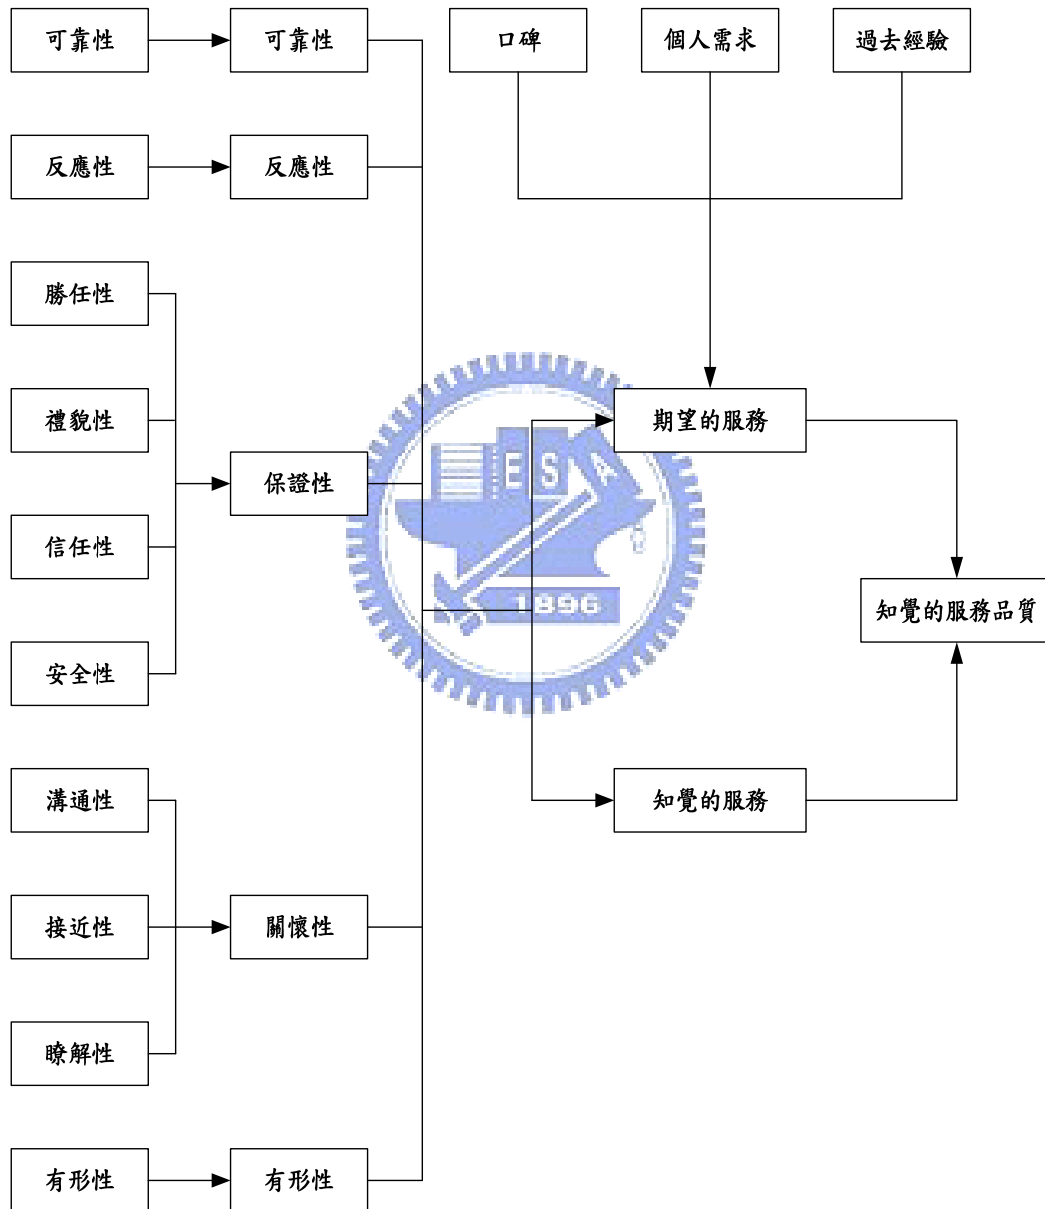 可靠性
可靠性
口碑
個人需求
過去經驗
反應性
反應性
勝任性
禮貌性
期望的服務
保證性
E S A
信任性
1896
知覺的服務品質
安全性
溝通性
知覺的服務
接近性
關懷性
瞭解性
有形性
有形性